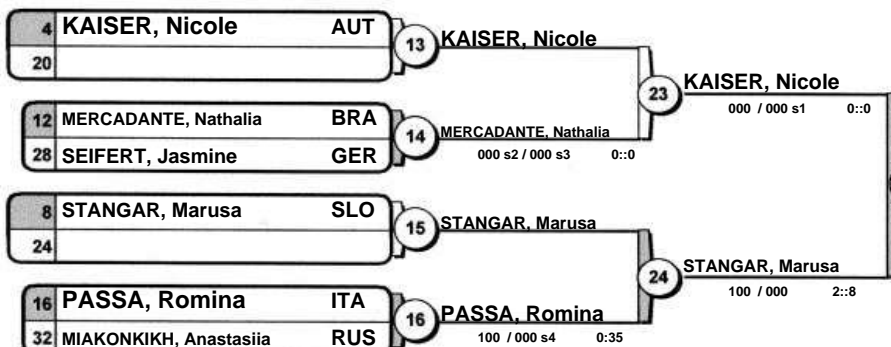 4 KAISER, Nicole AUT
20
13 KAISER, Nicole
12 MERCADANTE, Nathalia BRA
28 SEIFERT, Jasmine GER
14 MERCADANTE, Nathalia
000 s2 / 000 s3 0::0
23 KAISER, Nicole
000 / 000 s1 0::0
8 STANGAR, Marusa SLO
24
15 STANGAR, Marusa
16 PASSA, Romina ITA
32 MIAKONKIKH, Anastasiia RUS
16 PASSA, Romina
100 / 000 s4 0:35
24 STANGAR, Marusa
100 / 000 2::8